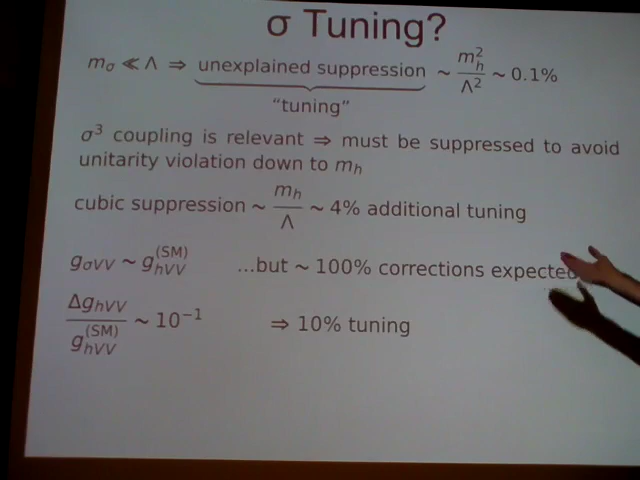 σ Tuning?
m_σ ≪ Λ ⇒ unexplained suppression ~ m_h^2 / Λ^2 ~ 0.1%
"tuning"
σ^3 coupling is relevant ⇒ must be suppressed to avoid
unitarity violation down to m_h
cubic suppression ~ m_h / Λ ~ 4% additional tuning
g_σVV ~ g_hVV^(SM) ...but ~ 100% corrections expected
Δg_hVV / g_hVV^(SM) ~ 10^-1 ⇒ 10% tuning